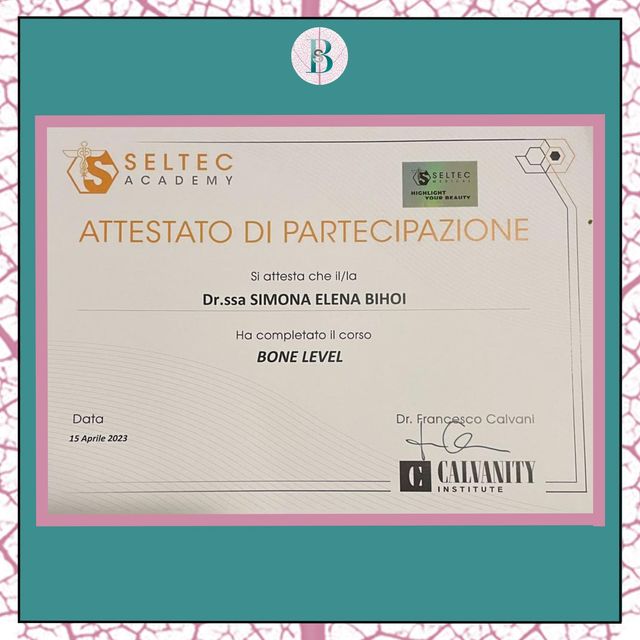 B
S
SELTEC
ACADEMY
SELTEC
MEDICAL
HIGHLIGHT
YOUR BEAUTY
ATTESTATO DI PARTECIPAZIONE
Si attesta che il/la
Dr.ssa SIMONA ELENA BIHOI
Ha completato il corso
BONE LEVEL
Data
15 Aprile 2023
Dr. Francesco Calvani
C CALVANITY
INSTITUTE